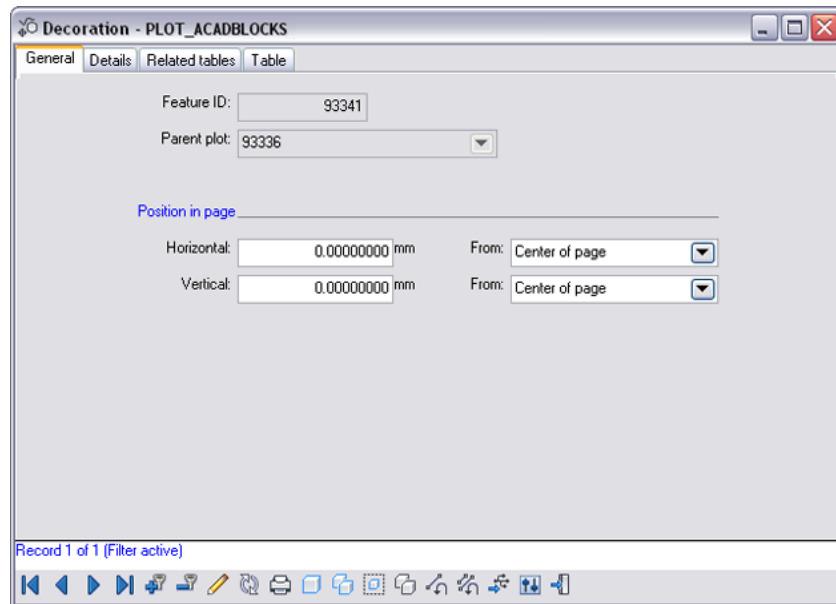 Decoration - PLOT_ACADBLOCKS
General Details Related tables Table
Feature ID: 93341
Parent plot: 93336
Position in page
Horizontal: 0.00000000 mm From: Center of page
Vertical: 0.00000000 mm From: Center of page
Record 1 of 1 (Filter active)